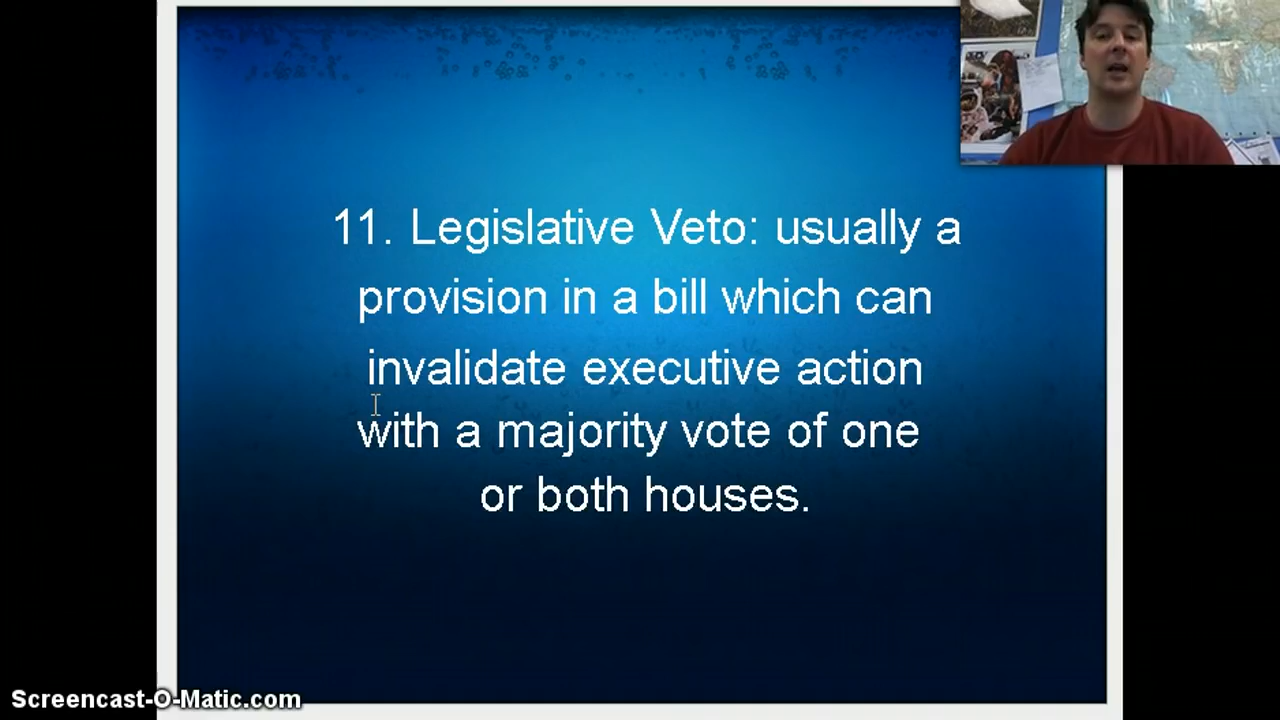 11. Legislative Veto: usually a
provision in a bill which can
invalidate executive action
with a majority vote of one
or both houses.
Screencast-O-Matic.com